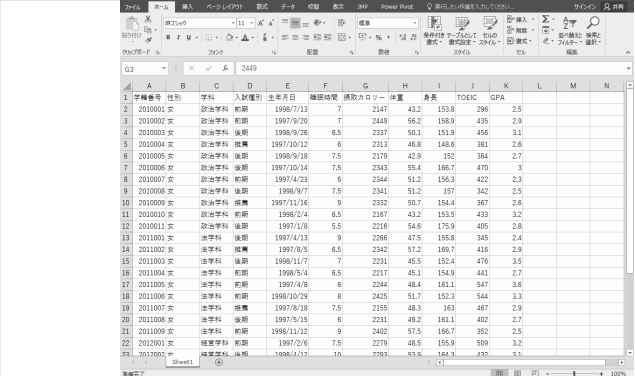 ファイル ホーム 挿入 ページ レイアウト 数式 データ 校閲 表示 JMP Power Pivot 実行したい作業を入力してください... サインイン 共有
游ゴシック 11 標準
貼り付け 条件付き 書式 テーブルとして 書式設定 セルの スタイル 挿入 削除 書式 並べ替えと フィルター 検索と 選択
クリップボード フォント 配置 数値 スタイル セル 編集
G3 2449
A B C D E F G H I J K L M N
1 学籍番号 性別 学科 入試種別 生年月日 睡眠時間 摂取カロリー 体重 身長 TOEIC GPA
2 2010001 女 政治学科 前期 1998/7/13 7 2147 43.2 153.8 296 2.5
3 2010002 女 政治学科 前期 1997/9/20 7 2449 56.2 158.9 435 2.9
4 2010003 女 政治学科 後期 1998/9/26 6.5 2337 50.1 151.9 456 3.1
5 2010004 女 政治学科 推薦 1997/10/12 6 2313 46.8 148.6 381 2.6
6 2010005 女 政治学科 後期 1998/9/18 7.5 2179 42.9 152 384 2.7
7 2010006 女 政治学科 後期 1997/10/14 7.5 2343 55.4 166.7 470 3
8 2010007 女 政治学科 前期 1997/4/23 6 2344 51.2 156.3 422 2.3
9 2010008 女 政治学科 後期 1998/9/7 7.5 2341 51.2 157 342 2.5
10 2010009 女 政治学科 推薦 1997/11/16 9 2332 50.7 154.4 367 2.6
11 2010010 女 政治学科 前期 1998/2/4 8.5 2167 43.2 153.5 433 3.2
12 2010011 女 政治学科 後期 1997/1/8 5.5 2216 54.6 175.9 405 2.8
13 2011001 女 法学科 後期 1997/4/13 9 2266 47.5 155.8 345 2.4
14 2011002 女 法学科 推薦 1997/8/5 6.5 2342 57.2 169.7 416 2.9
15 2011003 女 法学科 後期 1998/11/7 7 2231 45.5 152.4 476 3.5
16 2011004 女 法学科 前期 1998/5/4 6.5 2217 45.1 154.9 441 2.7
17 2011005 女 法学科 前期 1997/4/8 6 2244 48.4 161.1 547 3.6
18 2011006 女 法学科 前期 1998/10/29 8 2425 51.7 152.3 544 3.3
19 2011007 女 法学科 推薦 1997/8/18 7.5 2155 48.3 163 467 2.9
20 2011008 女 法学科 後期 1997/5/15 6 2231 49.2 161.1 402 2.7
21 2011009 女 法学科 前期 1998/11/12 9 2402 57.5 166.7 352 2.5
22 2012001 女 経営学科 前期 1997/2/6 7.5 2279 48.5 155.9 509 3.2
23 2012002 女 経営学科 後期 1998/4/12 10 2293 53.9 164.3 432 3.1
Sheet1
準備完了 100%